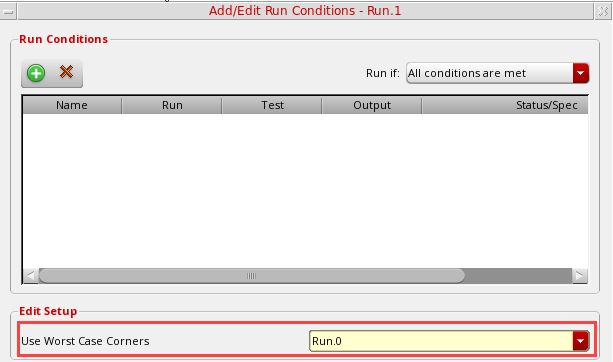 Add/Edit Run Conditions - Run.1
Run Conditions
Run if: All conditions are met
Name Run Test Output Status/Spec
Edit Setup
Use Worst Case Corners Run.0